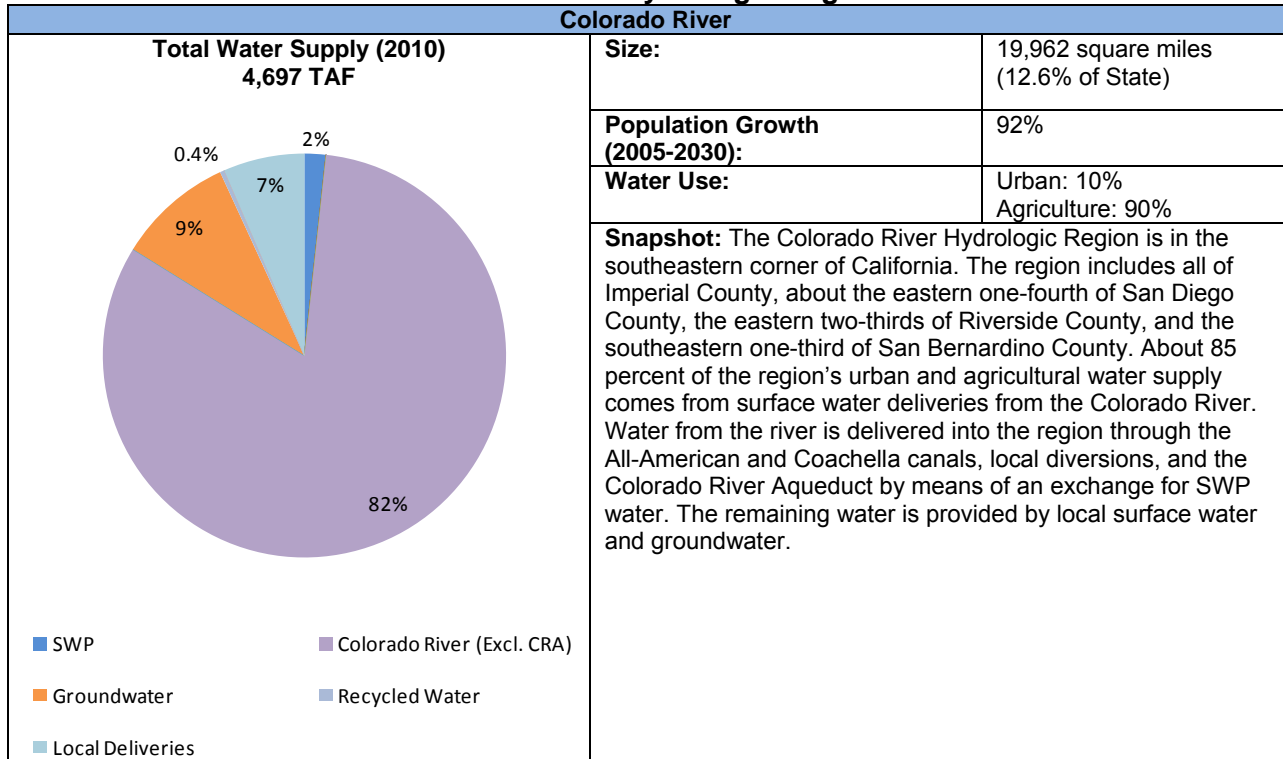 Colorado River
Total Water Supply (2010)
4,697 TAF
2%
0.4%
7%
9%
82%
SWP
Colorado River (Excl. CRA)
Groundwater
Recycled Water
Local Deliveries
Size:
19,962 square miles
(12.6% of State)
Population Growth
(2005-2030):
92%
Water Use:
Urban: 10%
Agriculture: 90%
Snapshot: The Colorado River Hydrologic Region is in the
southeastern corner of California. The region includes all of
Imperial County, about the eastern one-fourth of San Diego
County, the eastern two-thirds of Riverside County, and the
southeastern one-third of San Bernardino County. About 85
percent of the region’s urban and agricultural water supply
comes from surface water deliveries from the Colorado River.
Water from the river is delivered into the region through the
All-American and Coachella canals, local diversions, and the
Colorado River Aqueduct by means of an exchange for SWP
water. The remaining water is provided by local surface water
and groundwater.